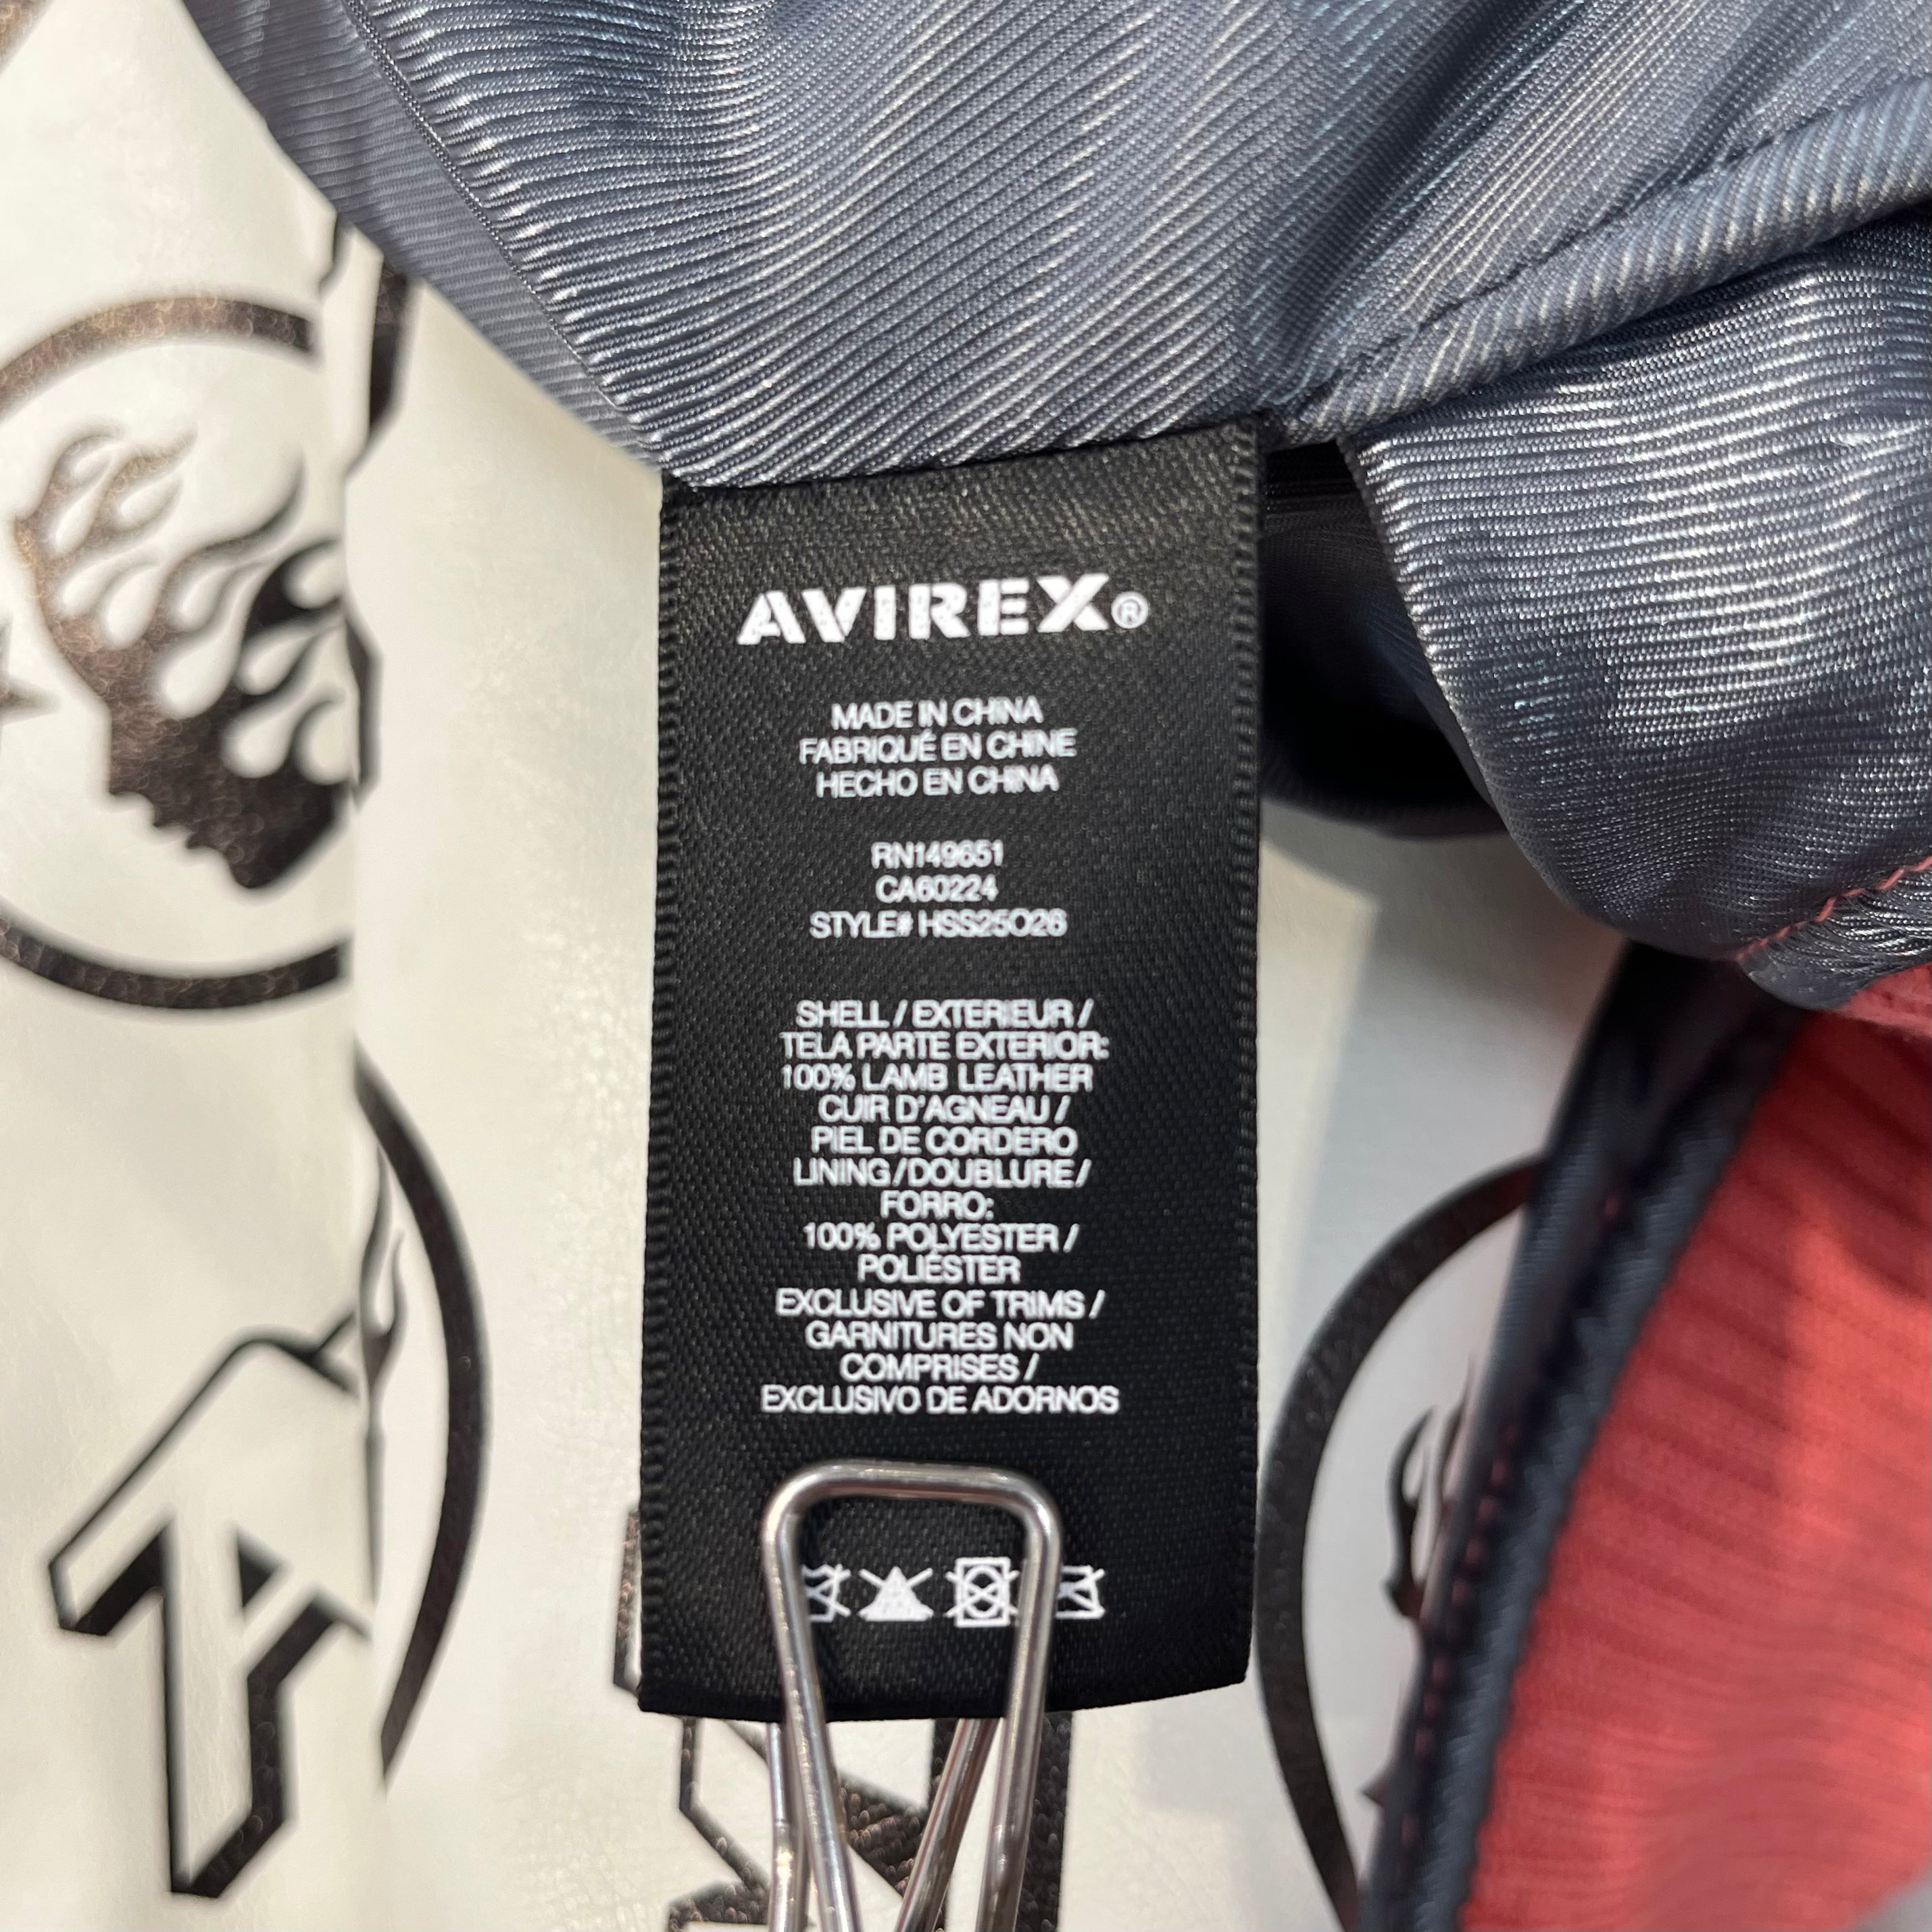 AVIREX®
MADE IN CHINA
FABRIQUÉ EN CHINE
HECHO EN CHINA
RN149651
CA60224
STYLE# HSS25O26
SHELL / EXTERIEUR /
TELA PARTE EXTERIOR:
100% LAMB LEATHER
CUIR D'AGNEAU /
PIEL DE CORDERO
LINING/DOUBLURE/
FORRO:
100% POLYESTER /
POLIÉSTER
EXCLUSIVE OF TRIMS /
GARNITURES NON
COMPRISES /
EXCLUSIVO DE ADORNOS